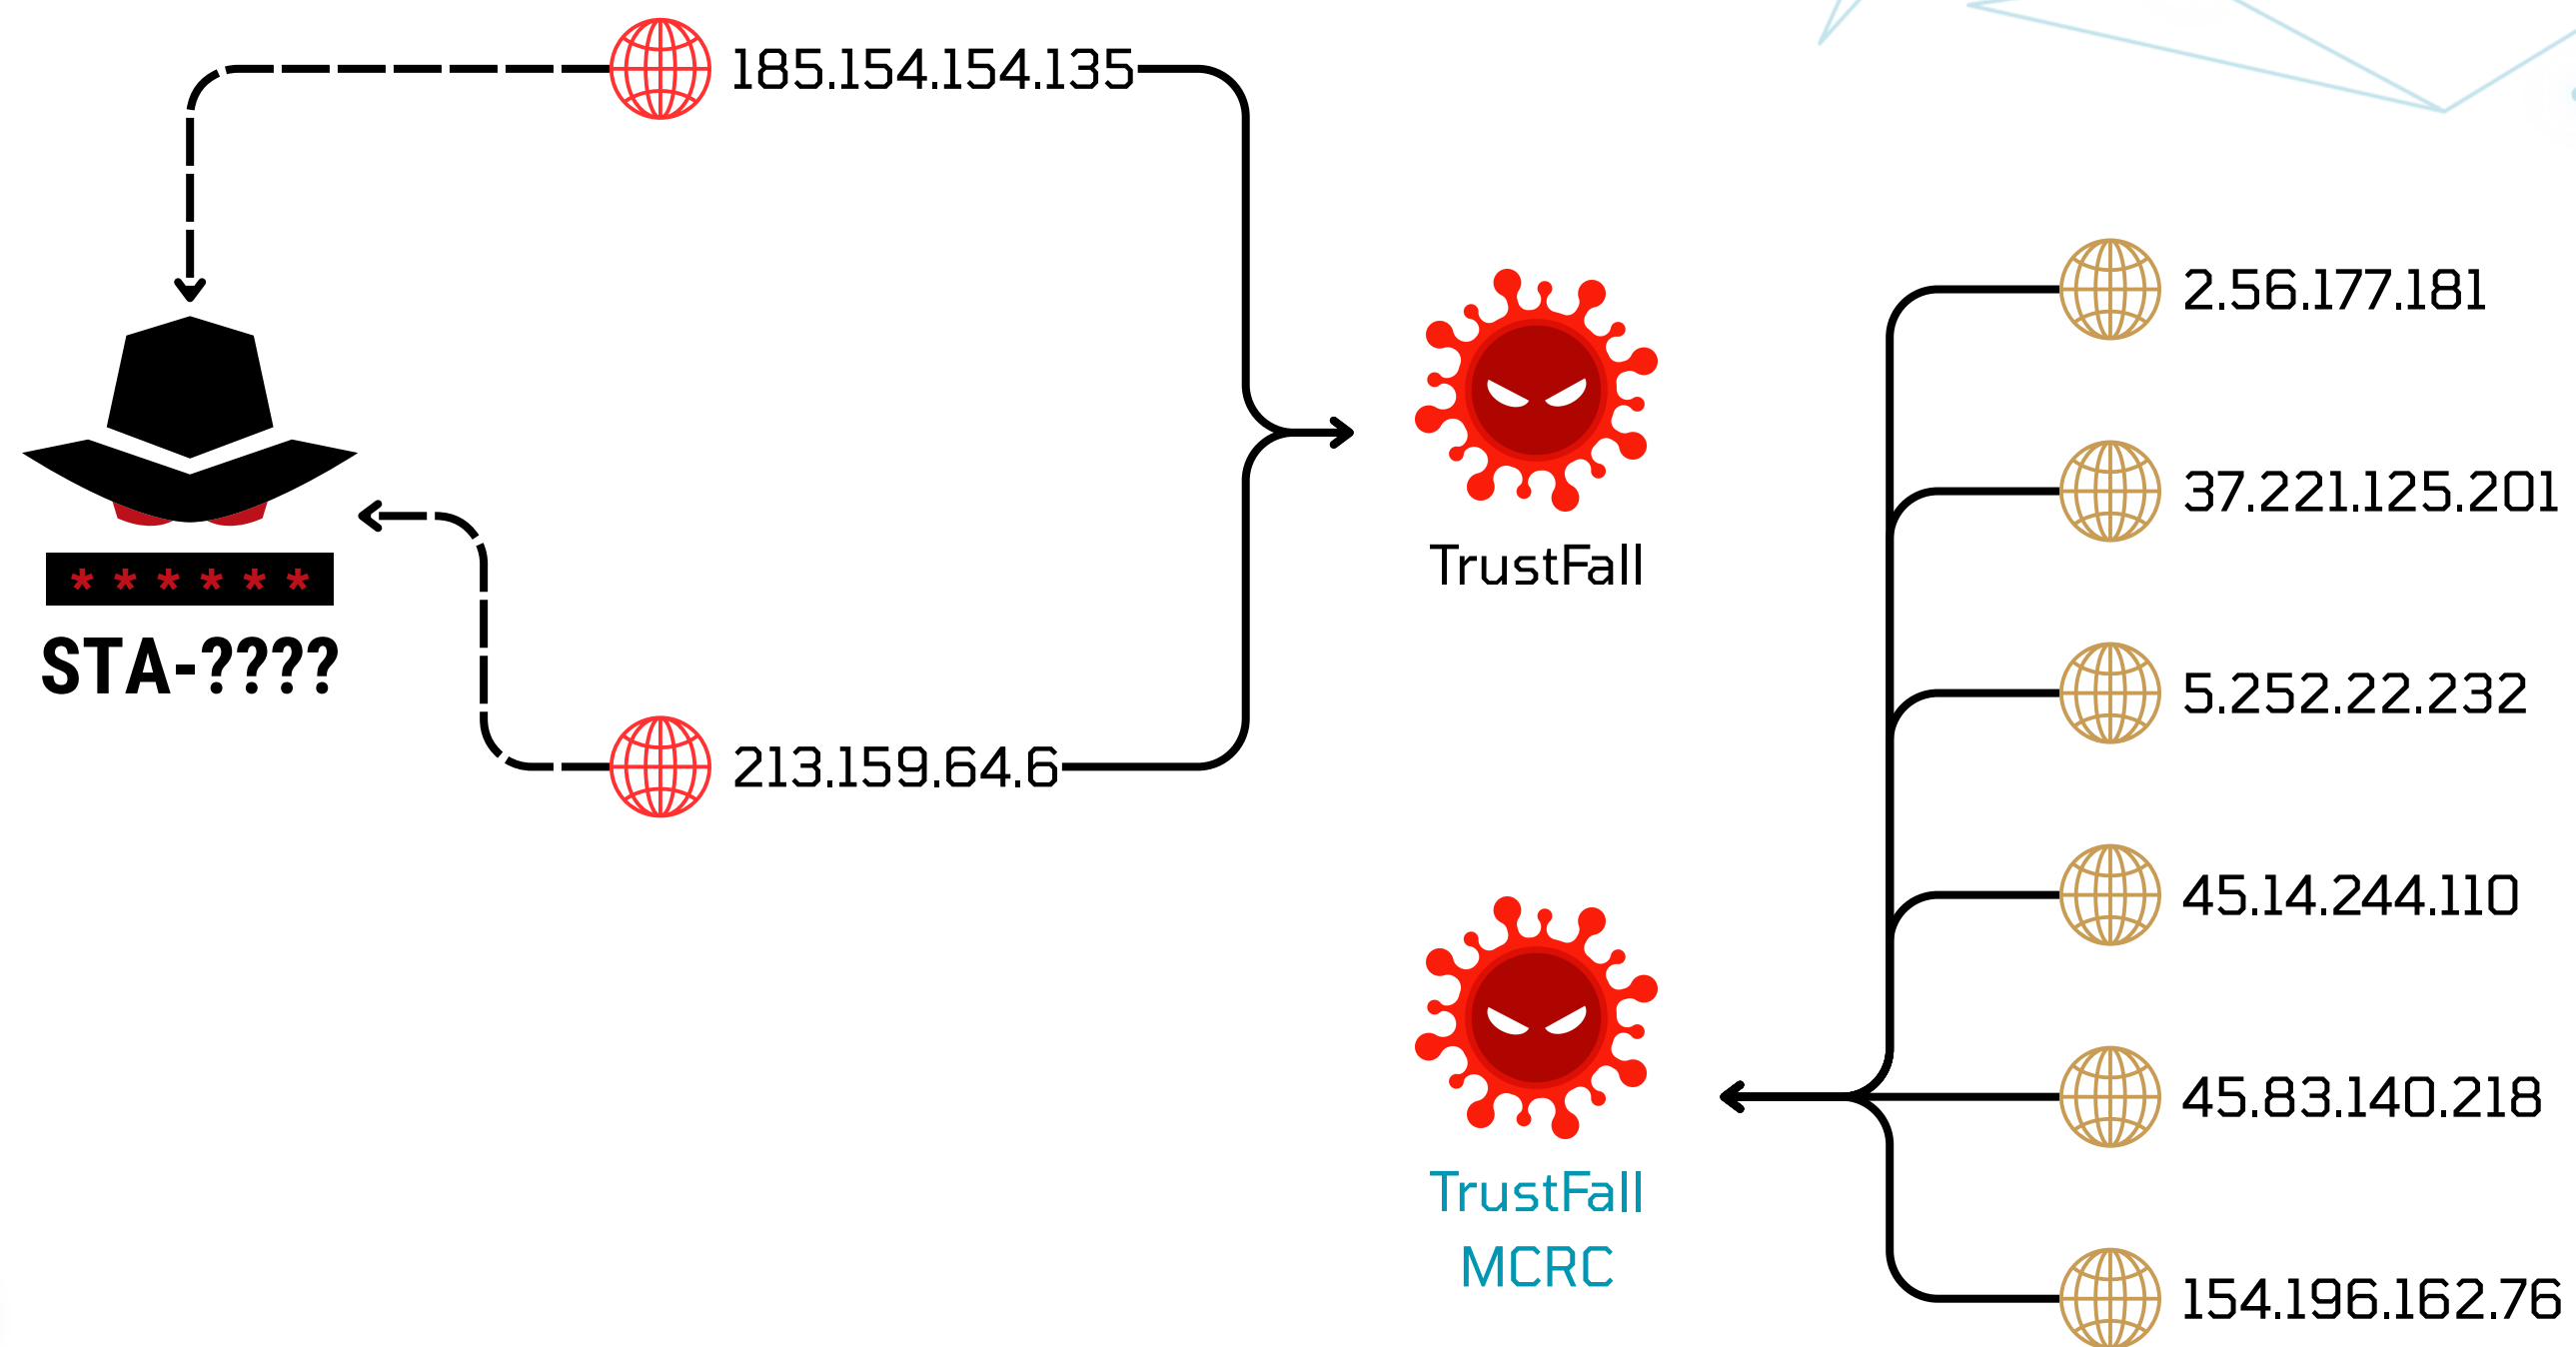 185.154.154.135
2.56.177.181
37.221.125.201
TrustFall
* * * * * *
STA-????
5.252.22.232
213.159.64.6
45.14.244.110
45.83.140.218
TrustFall
MCRC
154.196.162.76